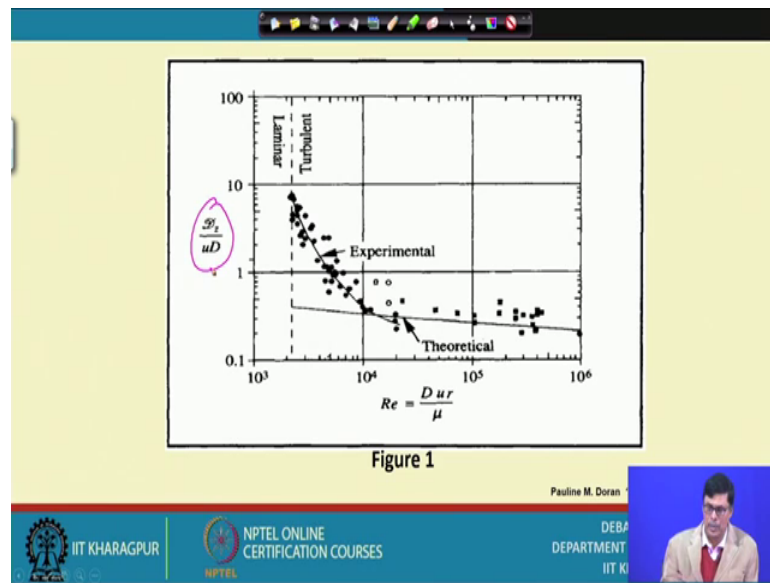 100
10
1
0.1
Laminar
Turbulent
𝒟z
uD
Experimental
Theoretical
10³
10⁴
10⁵
10⁶
Re = D ur
μ
Figure 1
Pauline M. Doran
IIT KHARAGPUR
NPTEL
NPTEL ONLINE
CERTIFICATION COURSES
DEBA
DEPARTMENT
IIT K